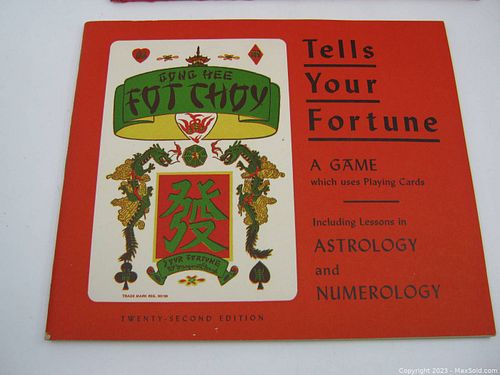 GONG HEE
FOT CHOY
發
YOUR FORTUNE
TRADE MARK REG.
TWENTY-SECOND EDITION
Tells
Your
Fortune
A GAME
which uses Playing Cards
Including Lessons in
ASTROLOGY
and
NUMEROLOGY
Copyright 2023 - MaxSold.com